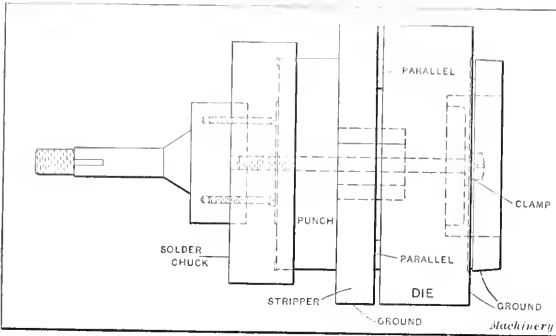 PARALLEL
CLAMP
PUNCH
SOLDER
CHUCK
PARALLEL
STRIPPER
DIE
GROUND
GROUND
Machinery